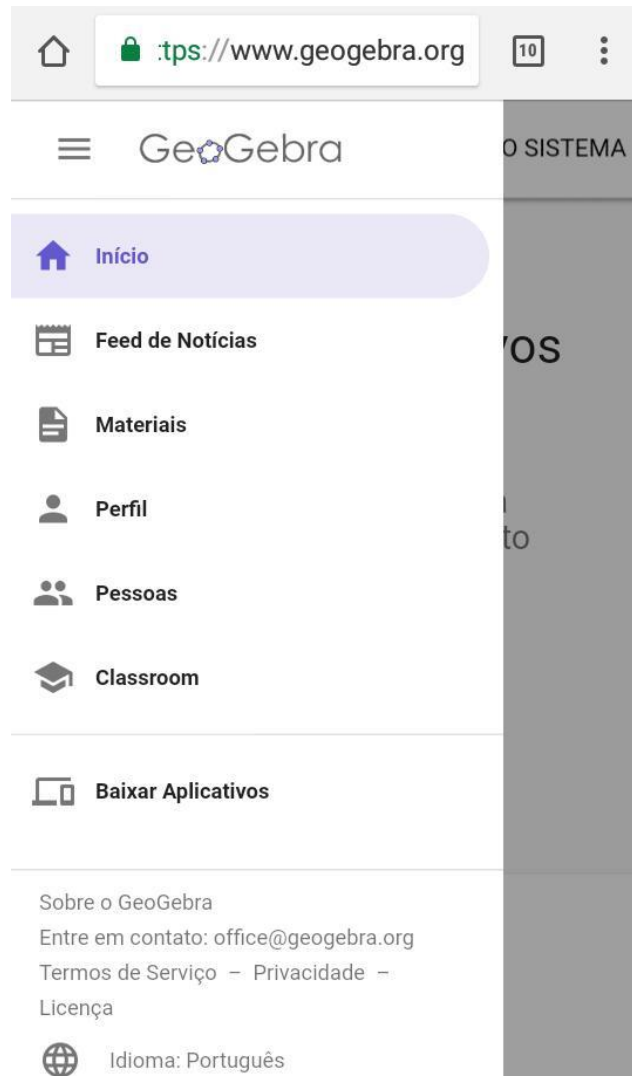 :tps://www.geogebra.org 10
GeoGebra
O SISTEMA
Início
Feed de Notícias
vos
Materiais
Perfil
to
Pessoas
Classroom
Baixar Aplicativos
Sobre o GeoGebra
Entre em contato: office@geogebra.org
Termos de Serviço – Privacidade –
Licença
Idioma: Português